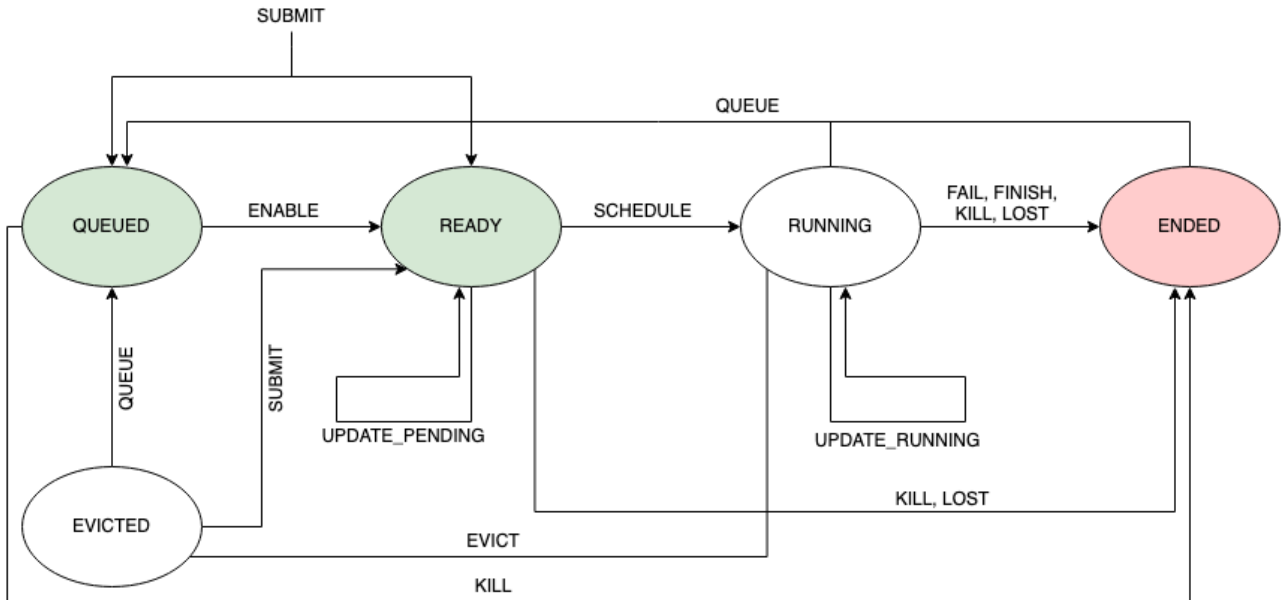 SUBMIT
QUEUE
QUEUED
ENABLE
READY
SCHEDULE
RUNNING
FAIL, FINISH,
KILL, LOST
ENDED
QUEUE
SUBMIT
UPDATE_PENDING
UPDATE_RUNNING
KILL, LOST
EVICTED
EVICT
KILL